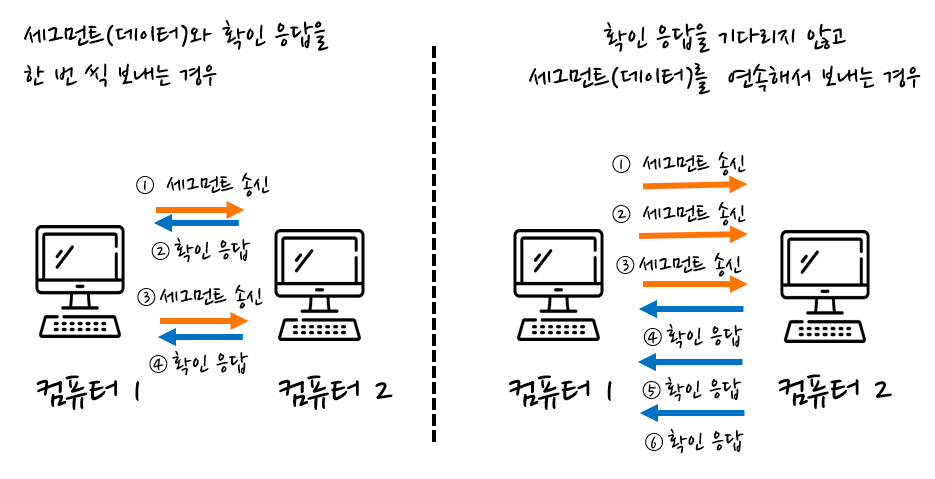 세그먼트(데이터)와 확인 응답을
한 번 씩 보내는 경우
① 세그먼트 송신
② 확인 응답
③ 세그먼트 송신
④ 확인 응답
컴퓨터 1
컴퓨터 2
확인 응답을 기다리지 않고
세그먼트(데이터)를 연속해서 보내는 경우
① 세그먼트 송신
② 세그먼트 송신
③ 세그먼트 송신
④ 확인 응답
⑤ 확인 응답
⑥ 확인 응답
컴퓨터 1
컴퓨터 2